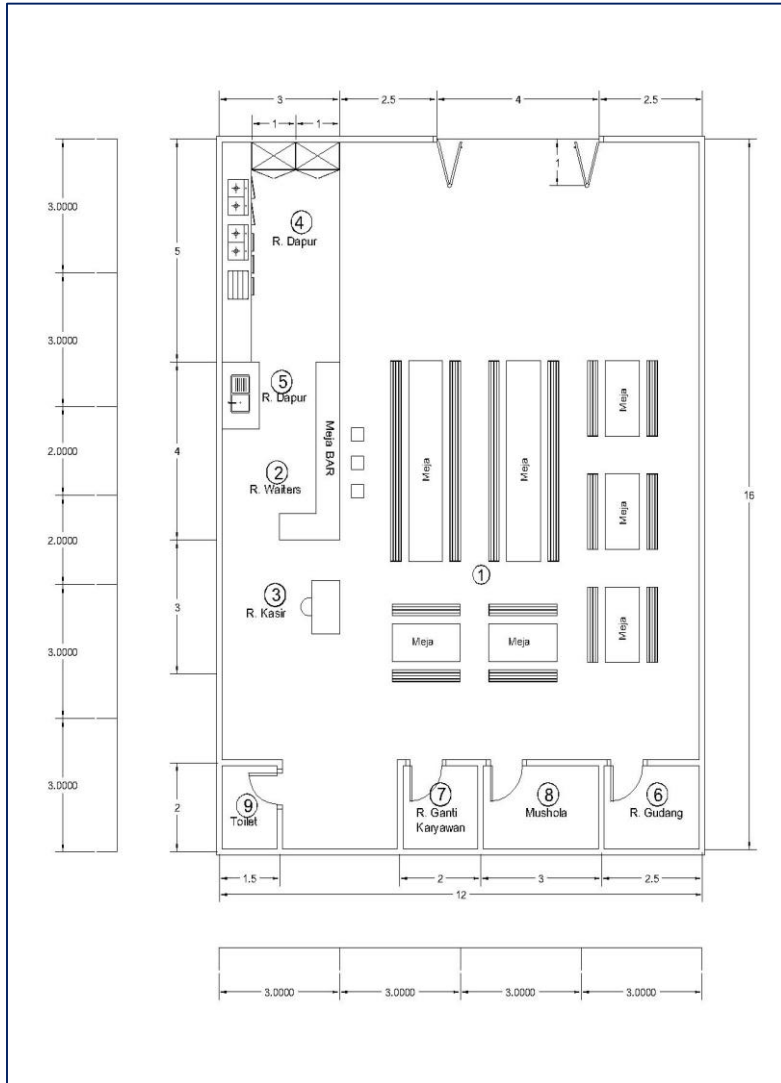 3
2.5
4
2.5
1
1
1
3.0000
3.0000
2.0000
2.0000
3.0000
3.0000
5
4
3
2
16
4
R. Dapur
5
R. Dapur
Meja BAR
2
R. Waiters
3
R. Kasir
Meja
Meja
Meja
Meja
Meja
1
Meja
Meja
9
Toilet
7
R. Ganti
Karyawan
8
Mushola
6
R. Gudang
1.5
2
3
2.5
12
3.0000
3.0000
3.0000
3.0000